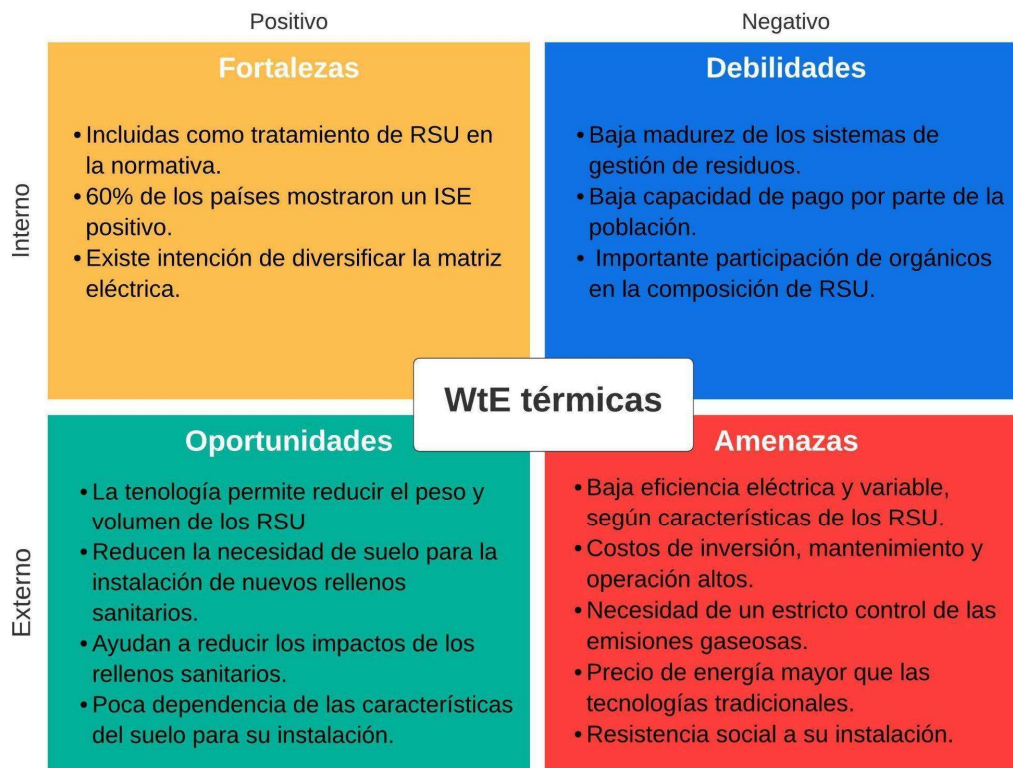 Positivo
Negativo
Interno
Fortalezas
• Incluidas como tratamiento de RSU en
la normativa.
• 60% de los países mostraron un ISE
positivo.
• Existe intención de diversificar la matriz
eléctrica.
Debilidades
• Baja madurez de los sistemas de
gestión de residuos.
• Baja capacidad de pago por parte de la
población.
• Importante participación de orgánicos
en la composición de RSU.
WtE térmicas
Externo
Oportunidades
• La tenología permite reducir el peso y
volumen de los RSU
• Reducen la necesidad de suelo para la
instalación de nuevos rellenos
sanitarios.
• Ayudan a reducir los impactos de los
rellenos sanitarios.
• Poca dependencia de las características
del suelo para su instalación.
Amenazas
• Baja eficiencia eléctrica y variable,
según características de los RSU.
• Costos de inversión, mantenimiento y
operación altos.
• Necesidad de un estricto control de las
emisiones gaseosas.
• Precio de energía mayor que las
tecnologías tradicionales.
• Resistencia social a su instalación.